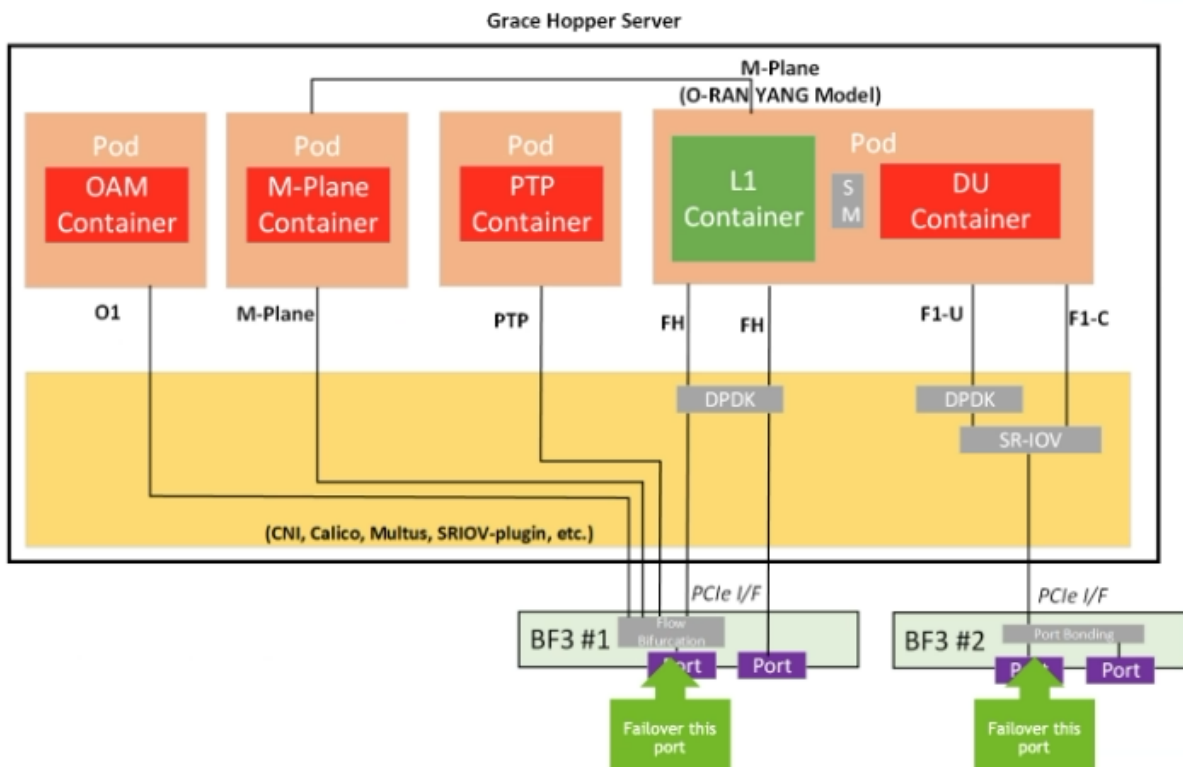 Grace Hopper Server
M-Plane
(O-RAN YANG Model)
Pod
OAM
Container
Pod
M-Plane
Container
Pod
PTP
Container
L1
Container
S
M
Pod
DU
Container
O1
M-Plane
PTP
FH
FH
F1-U
F1-C
DPDK
DPDK
SR-IOV
(CNI, Calico, Multus, SRIOV-plugin, etc.)
PCIe I/F
PCIe I/F
BF3 #1
Flow
Bifurcation
Port
Port
BF3 #2
Port Bonding
Port
Port
Failover this
port
Failover this
port